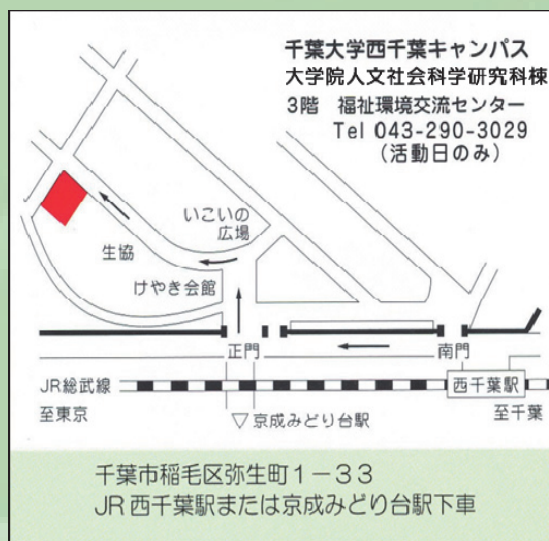 千葉大学西千葉キャンパス
大学院人文社会科学研究科棟
3階 福祉環境交流センター
Tel 043-290-3029
（活動日のみ）
いこいの
広場
生協
けやき会館
正門
南門
JR総武線
西千葉駅
至東京
▽京成みどり台駅
至千葉
千葉市稲毛区弥生町1－33
JR西千葉駅または京成みどり台駅下車